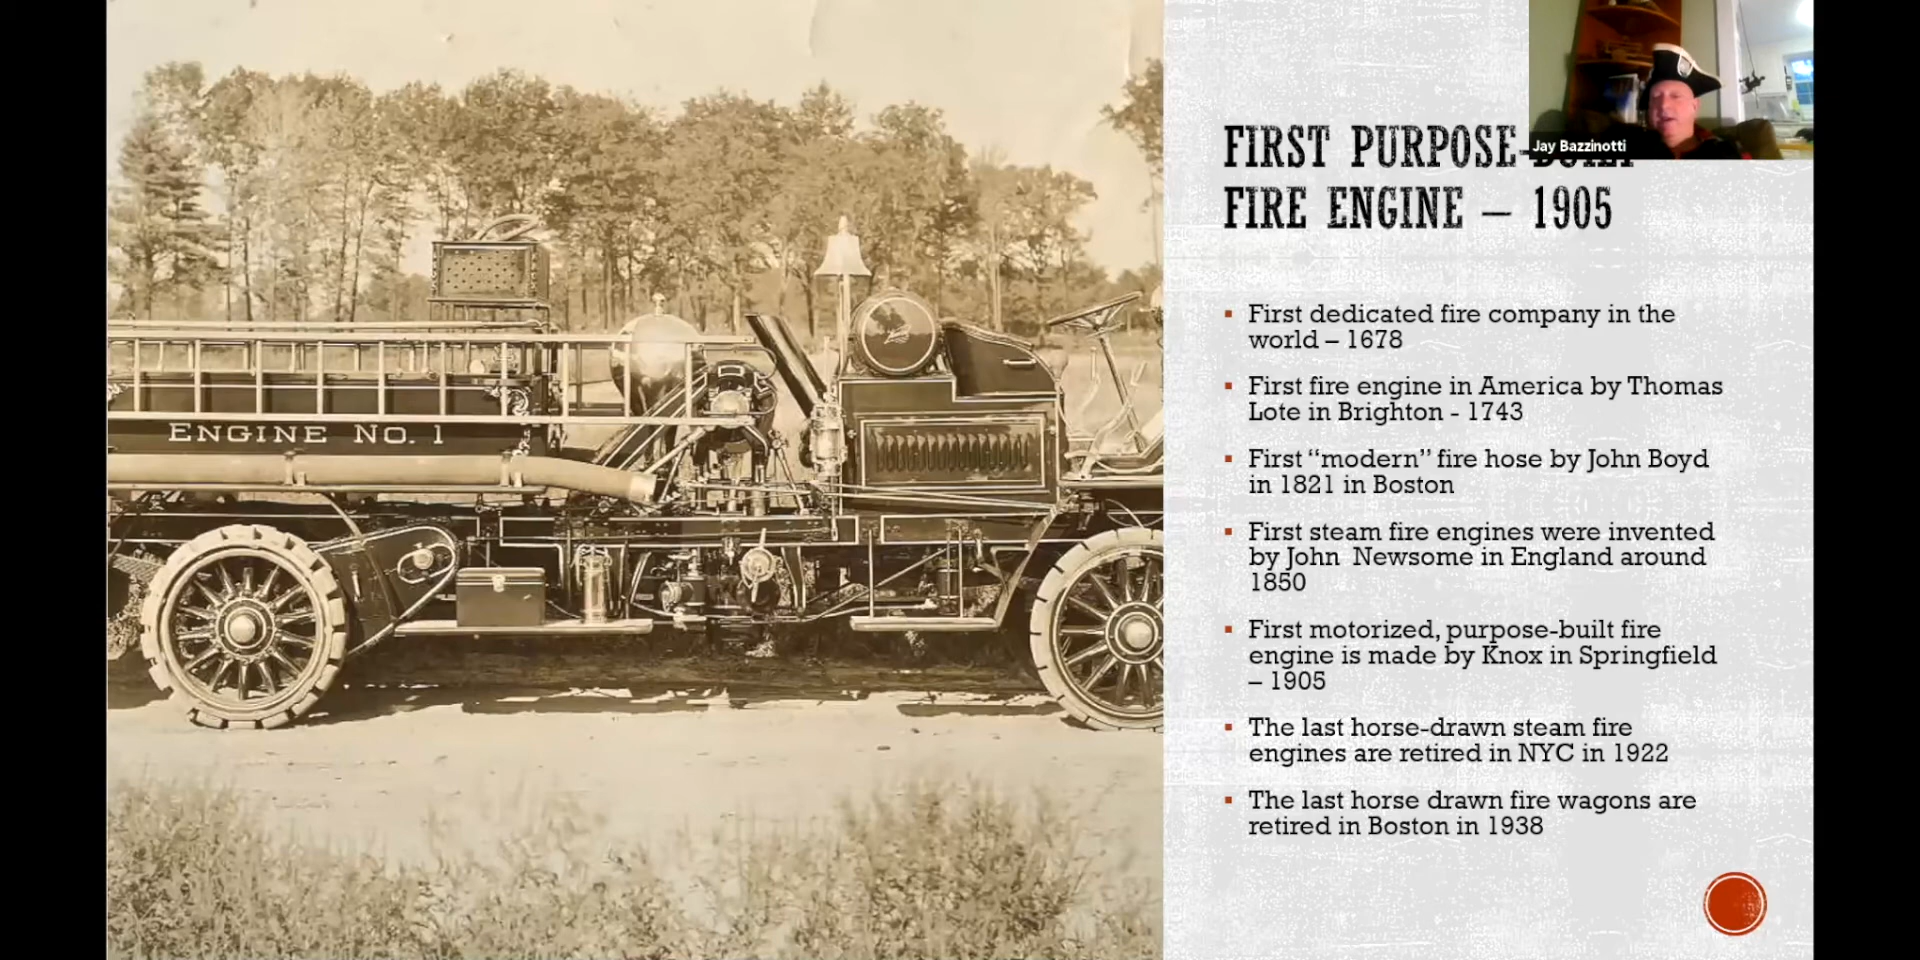 Jay Bazzinotti
FIRST PURPOSE-
FIRE ENGINE – 1905
First dedicated fire company in the
world – 1678
First fire engine in America by Thomas
Lote in Brighton - 1743
First “modern” fire hose by John Boyd
in 1821 in Boston
First steam fire engines were invented
by John Newsome in England around
1850
First motorized, purpose-built fire
engine is made by Knox in Springfield
– 1905
The last horse-drawn steam fire
engines are retired in NYC in 1922
The last horse drawn fire wagons are
retired in Boston in 1938
ENGINE NO. 1